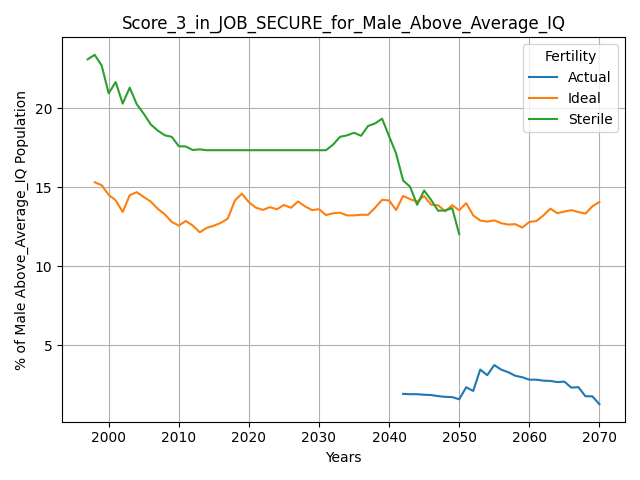 Score_3_in_JOB_SECURE_for_Male_Above_Average_IQ
Fertility
Actual
Ideal
Sterile
% of Male Above_Average_IQ Population
20
15
10
5
2000 2010 2020 2030 2040 2050 2060 2070
Years